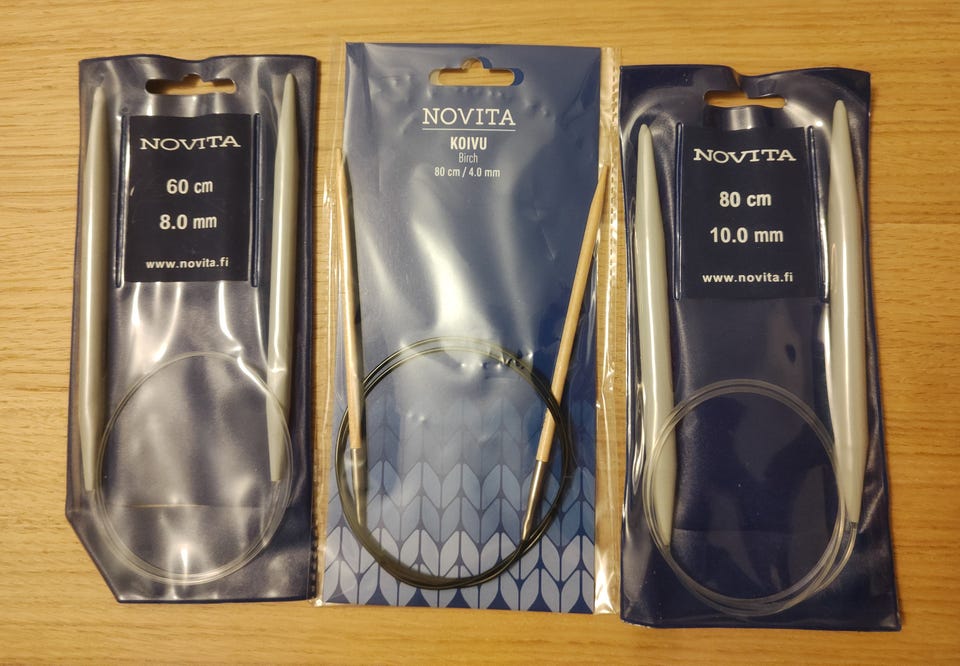 NOVITA
60 cm
8.0 mm
www.novita.fi
NOVITA
KOIVU
Birch
80 cm / 4.0 mm
NOVITA
80 cm
10.0 mm
www.novita.fi